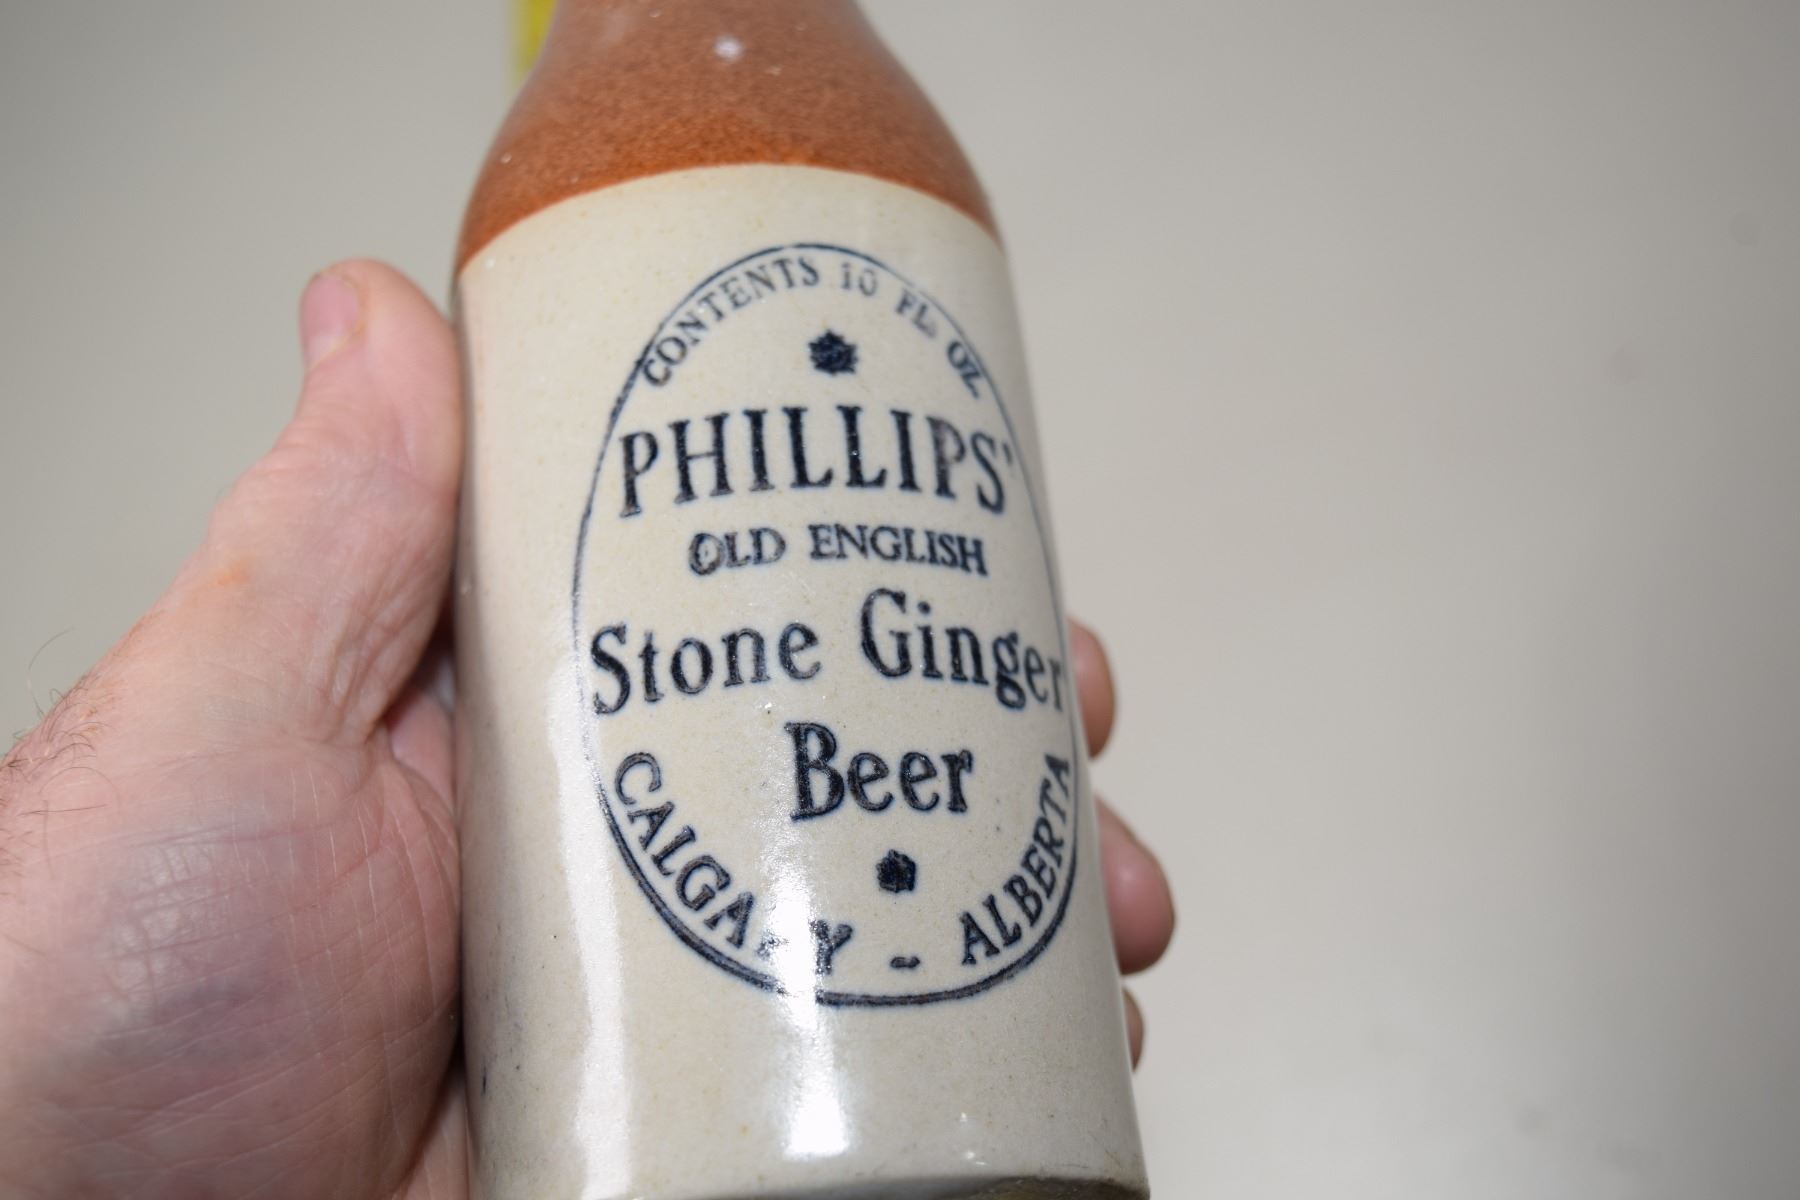 CONTENTS 10 FL. OZ.
PHILLIPS'
OLD ENGLISH
Stone Ginger
Beer
CALGARY - ALBERTA